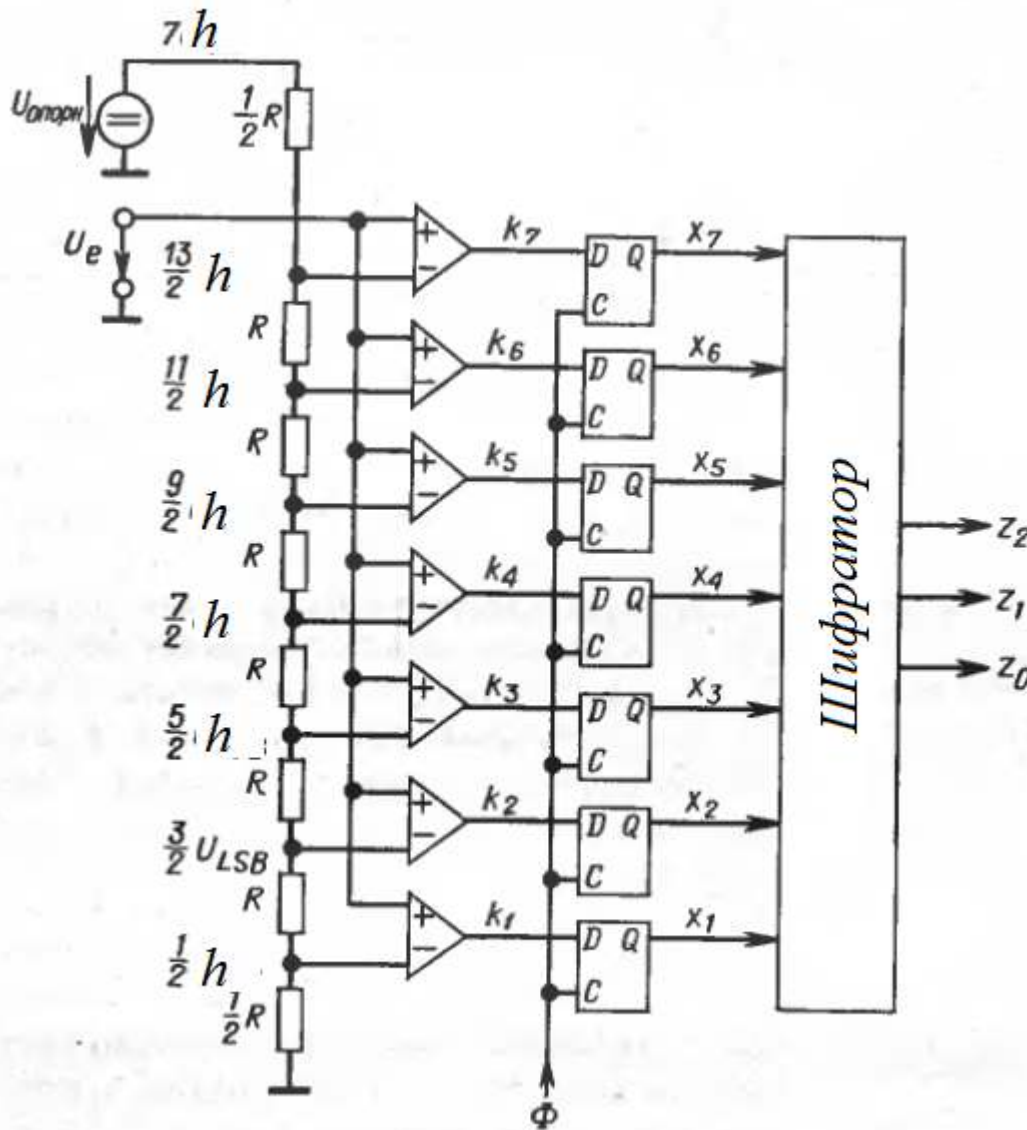 7 h
Uопорн
1/2 R
Ue
13/2 h
+
−
k7
D Q
C
x7
R
11/2 h
+
−
k6
D Q
C
x6
R
9/2 h
+
−
k5
D Q
C
x5
R
7/2 h
+
−
k4
D Q
C
x4
R
5/2 h
+
−
k3
D Q
C
x3
R
3/2 ULSB
+
−
k2
D Q
C
x2
R
1/2 h
+
−
k1
D Q
C
x1
1/2 R
Φ
Шифратор
z2
z1
z0